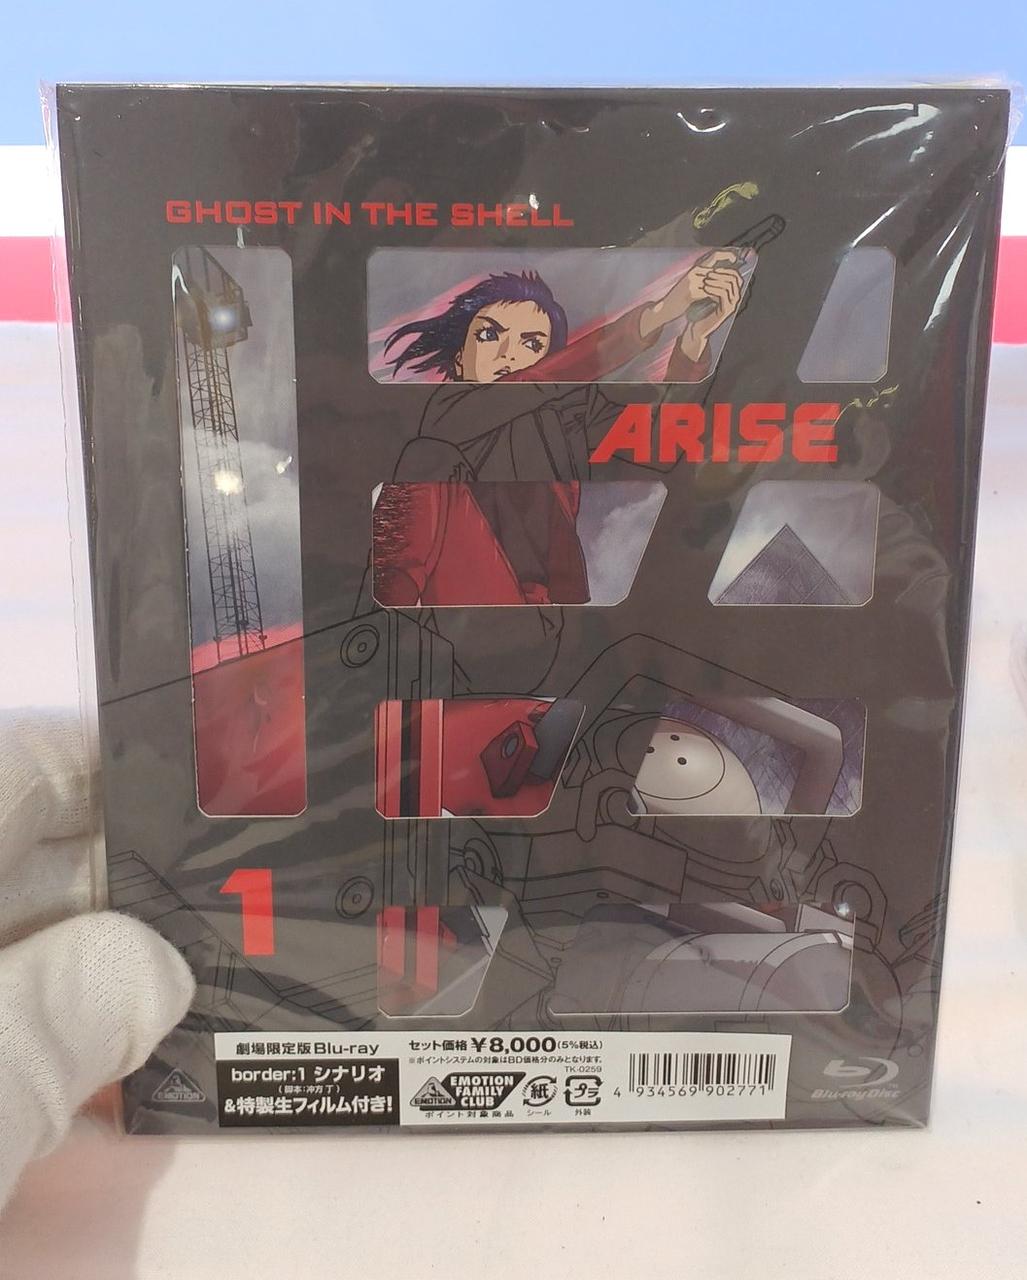 GHOST IN THE SHELL
ARISE
1
劇場限定版Blu-ray
border:1 シナリオ
(脚本:冲方 丁)
&特製生フィルム付き!
セット価格 ¥8,000(5%税込)
※ポイントシステムの対象はBD価格分のみとなります。
TK-0259
EMOTION
EMOTION
FAMILY
CLUB
ポイント対象商品
紙
シール
プラ
外装
4 934569 902771
EMOTION
Blu-ray Disc